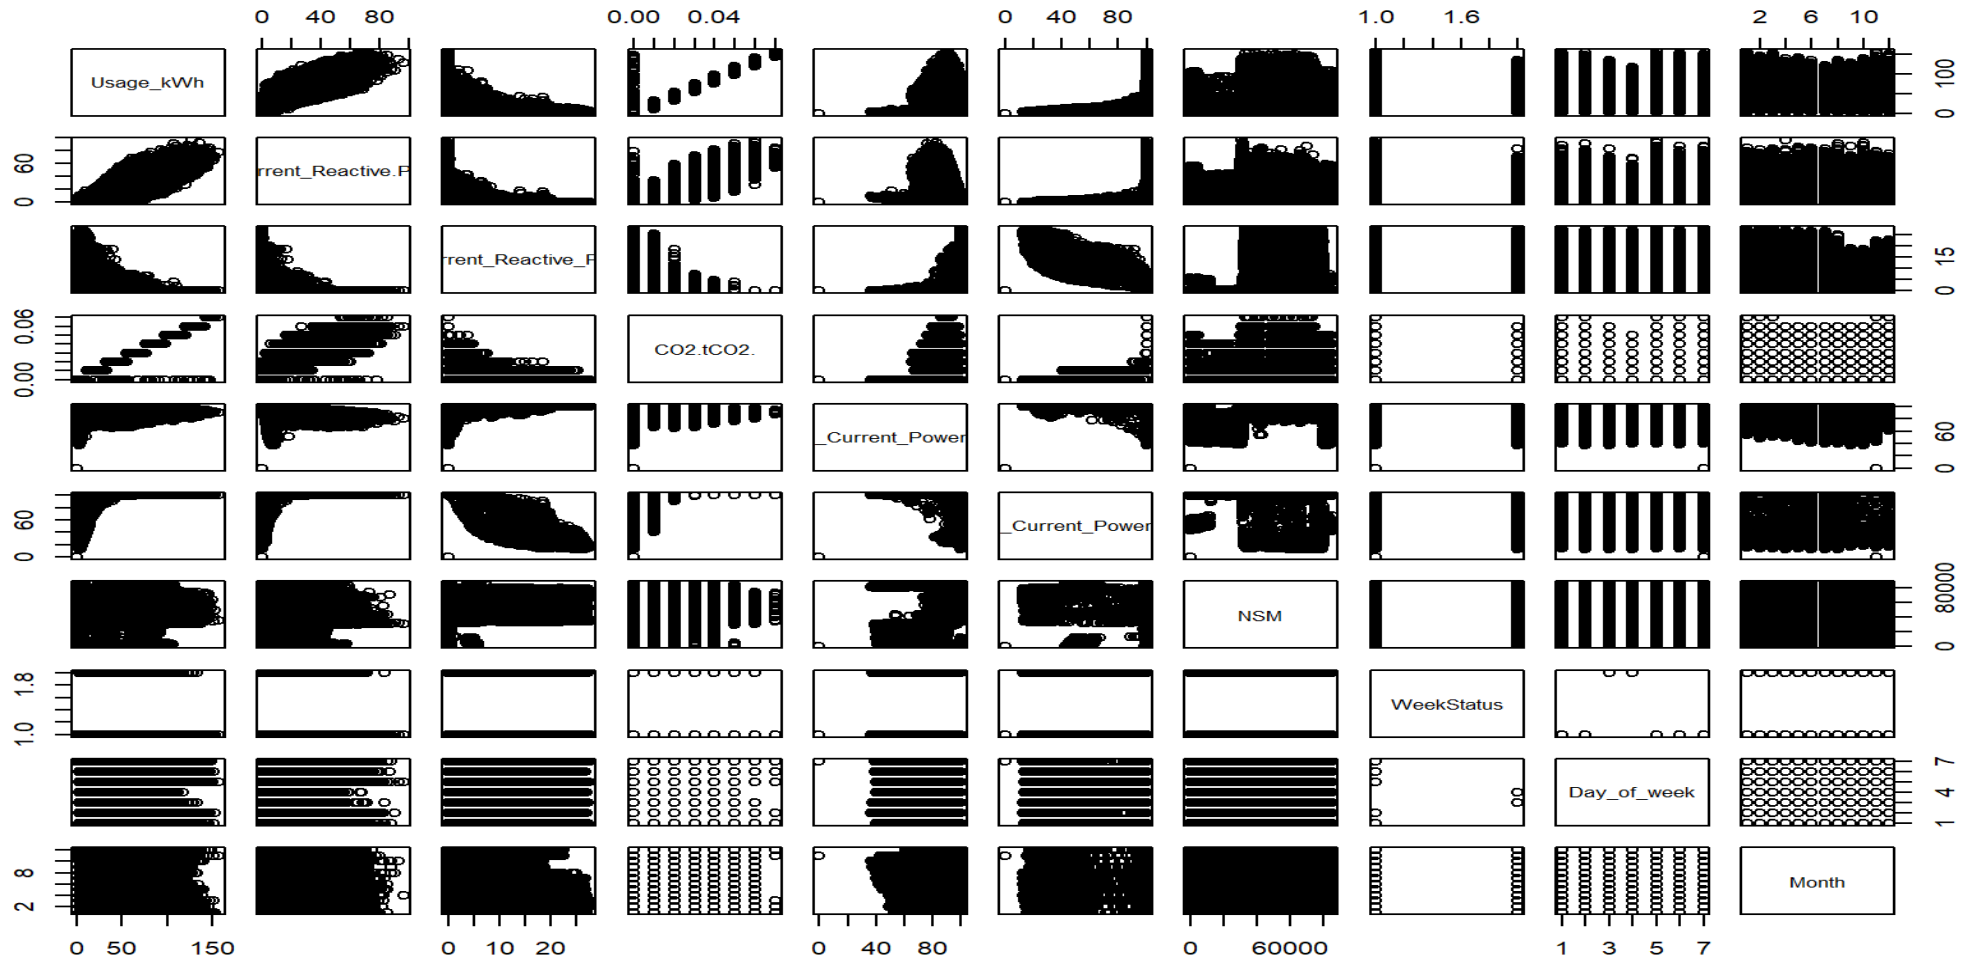 0 40 80 0.00 0.04 0 40 80 1.0 1.6 2 6 10
Usage_kWh
0 100
0 60
rrent_Reactive.P
rrent_Reactive_F
0 15
0.00 0.06
CO2.tCO2.
_Current_Power
0 60
0 60
_Current_Power
NSM
0 80000
1.0 1.8
WeekStatus
Day_of_week
1 4 7
2 8
Month
0 50 150 0 10 20 0 40 80 0 60000 1 3 5 7